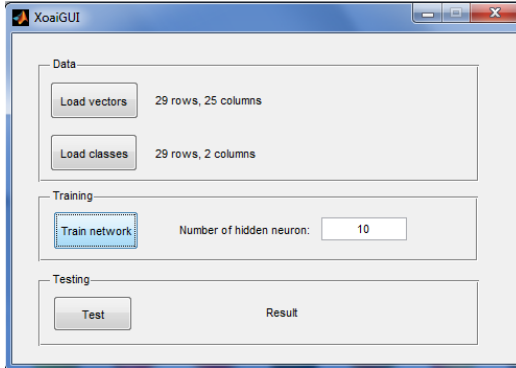 XoaiGUI
Data
Load vectors 29 rows, 25 columns
Load classes 29 rows, 2 columns
Training
Train network Number of hidden neuron: 10
Testing
Test Result